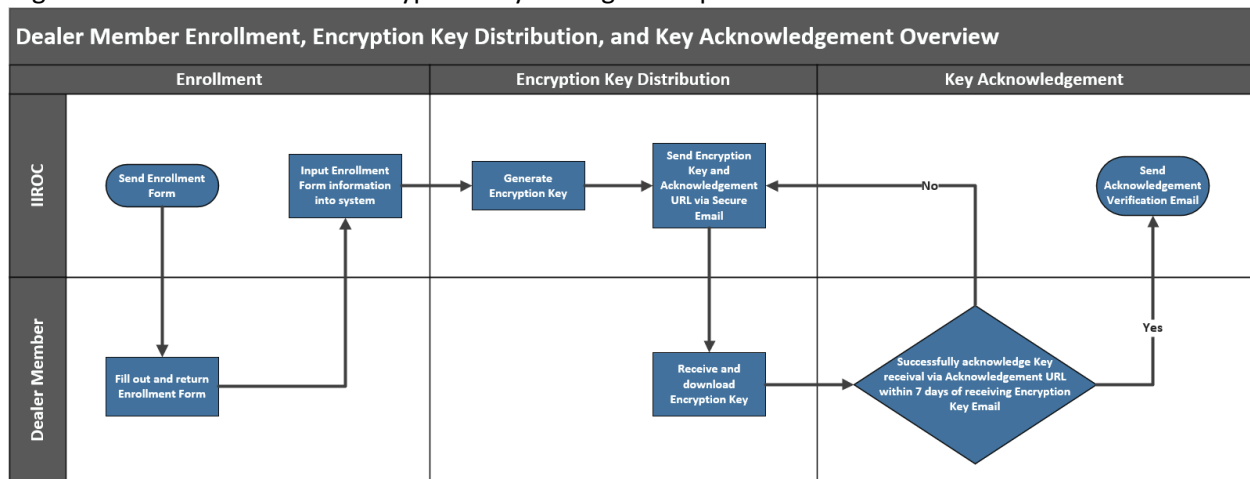 Dealer Member Enrollment, Encryption Key Distribution, and Key Acknowledgement Overview
Enrollment
Encryption Key Distribution
Key Acknowledgement
IIROC
Send Enrollment
Form
Input Enrollment
Form information
into system
Generate
Encryption Key
Send Encryption
Key and
Acknowledgement
URL via Secure
Email
No
Send
Acknowledgement
Verification Email
Dealer Member
Fill out and return
Enrollment Form
Receive and
download
Encryption Key
Successfully acknowledge Key
receival via Acknowledgement URL
within 7 days of receiving Encryption
Key Email
Yes